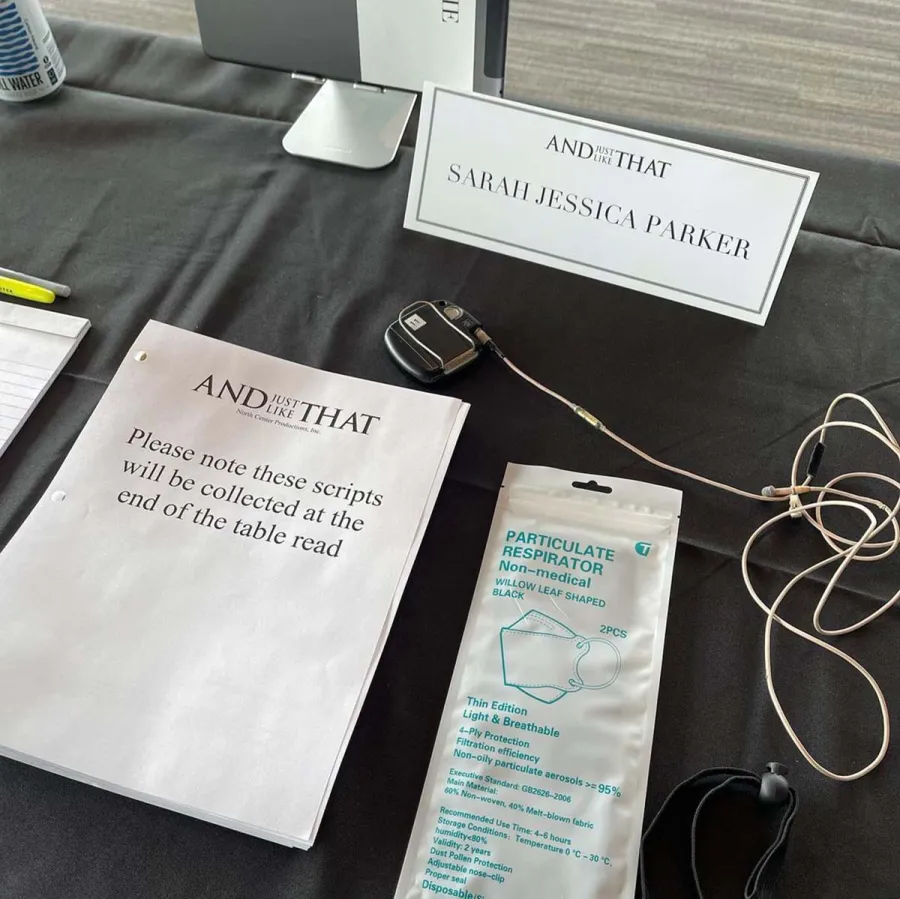 LL WATER
IE
AND JUST LIKE THAT
SARAH JESSICA PARKER
AND JUST LIKE THAT
North Center Productions, Inc.
Please note these scripts
will be collected at the
end of the table read
PARTICULATE
RESPIRATOR
Non-medical
WILLOW LEAF SHAPED
BLACK
2PCS
Thin Edition
Light & Breathable
4-Ply Protection
Filtration efficiency
Non-oily particulate aerosols >= 95%
Executive Standard: GB2626-2006
Main Material:
60% Non-woven, 40% Melt-blown fabric
Recommended Use Time: 4-6 hours
Storage Conditions: Temperature 0 °C - 30 °C,
humidity<80%
Validity: 2 years
Dust Pollen Protection
Adjustable nose-clip
Proper seal
Disposable/S